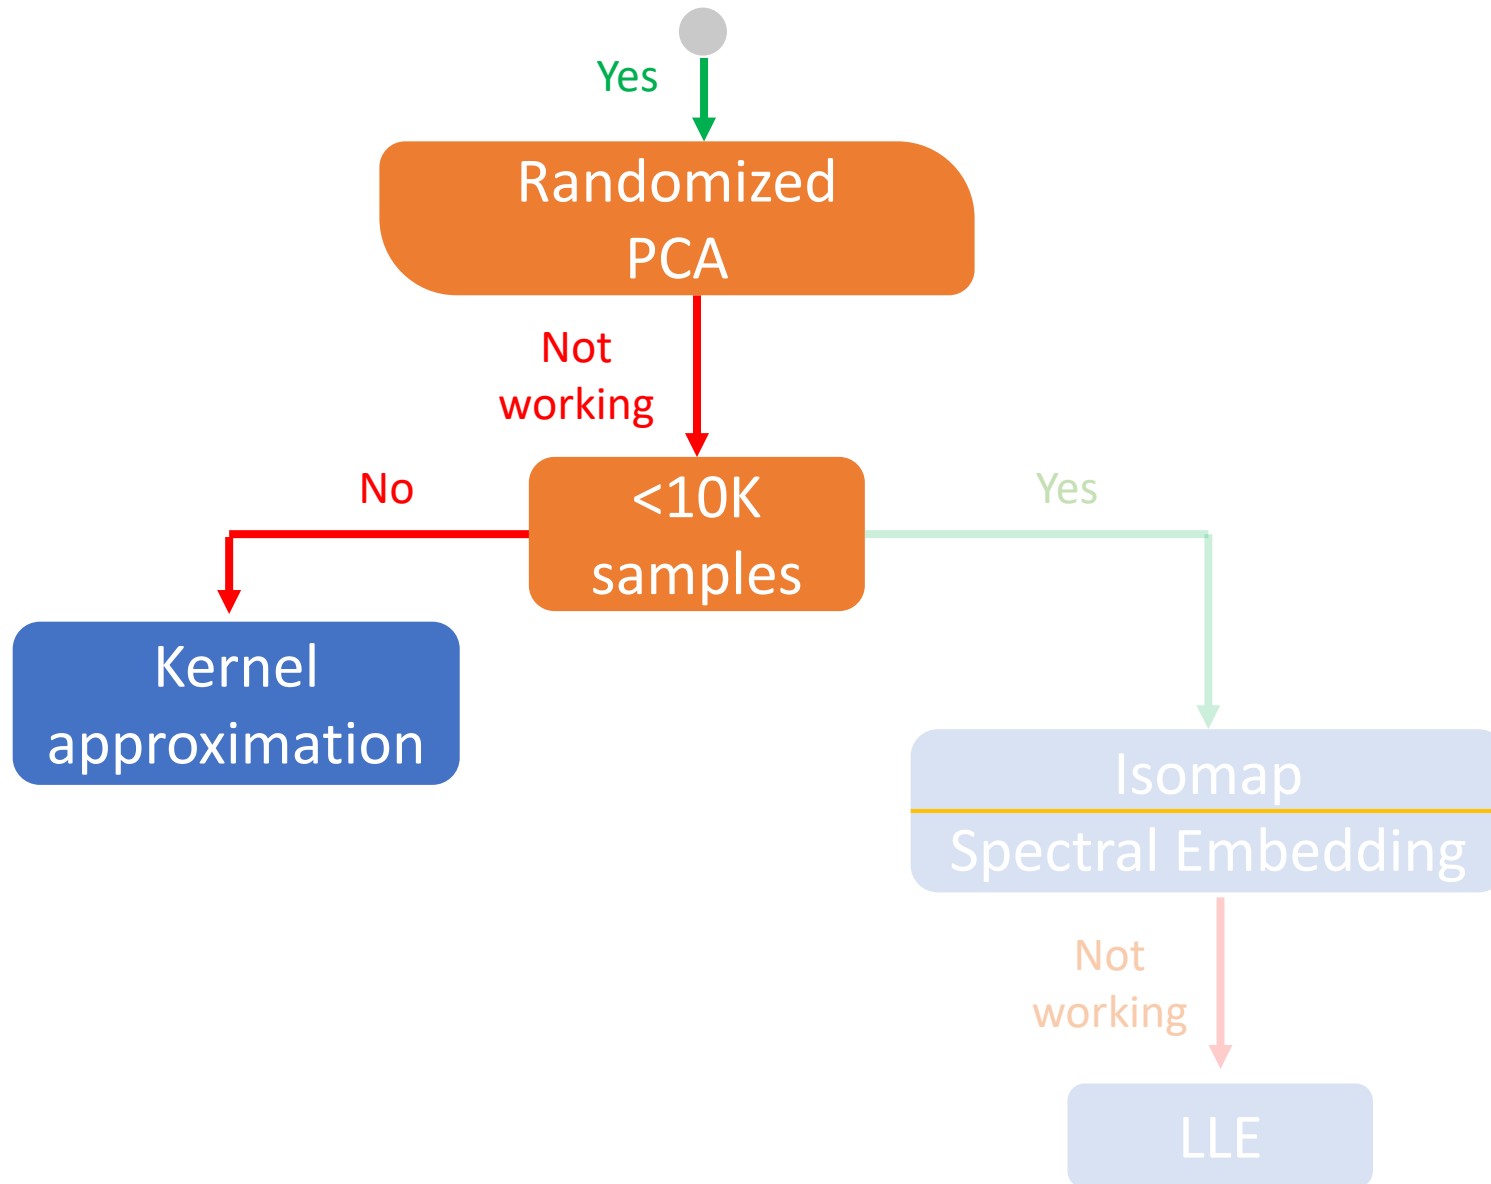 Yes
Randomized
PCA
Not
working
No
<10K
samples
Yes
Kernel
approximation
Isomap
Spectral Embedding
Not
working
LLE